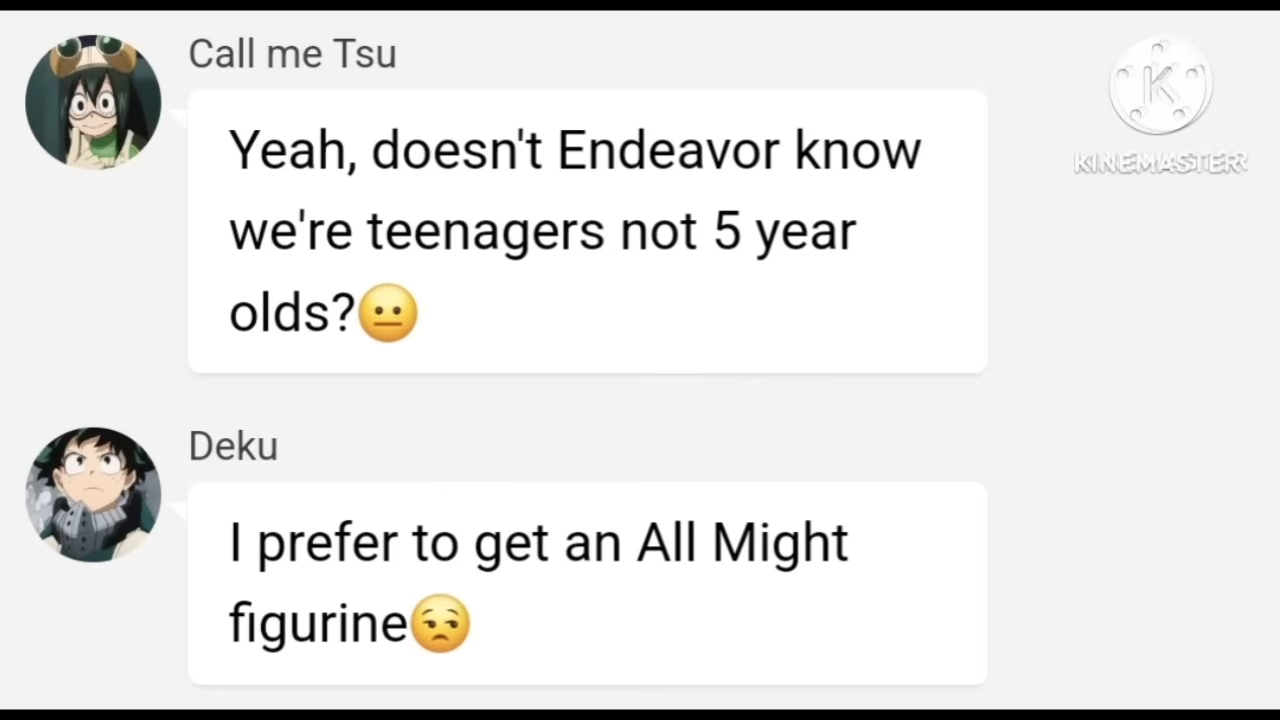 Call me Tsu
Yeah, doesn't Endeavor know
we're teenagers not 5 year
olds?😐
Deku
I prefer to get an All Might
figurine😒
K
KINEMASTER